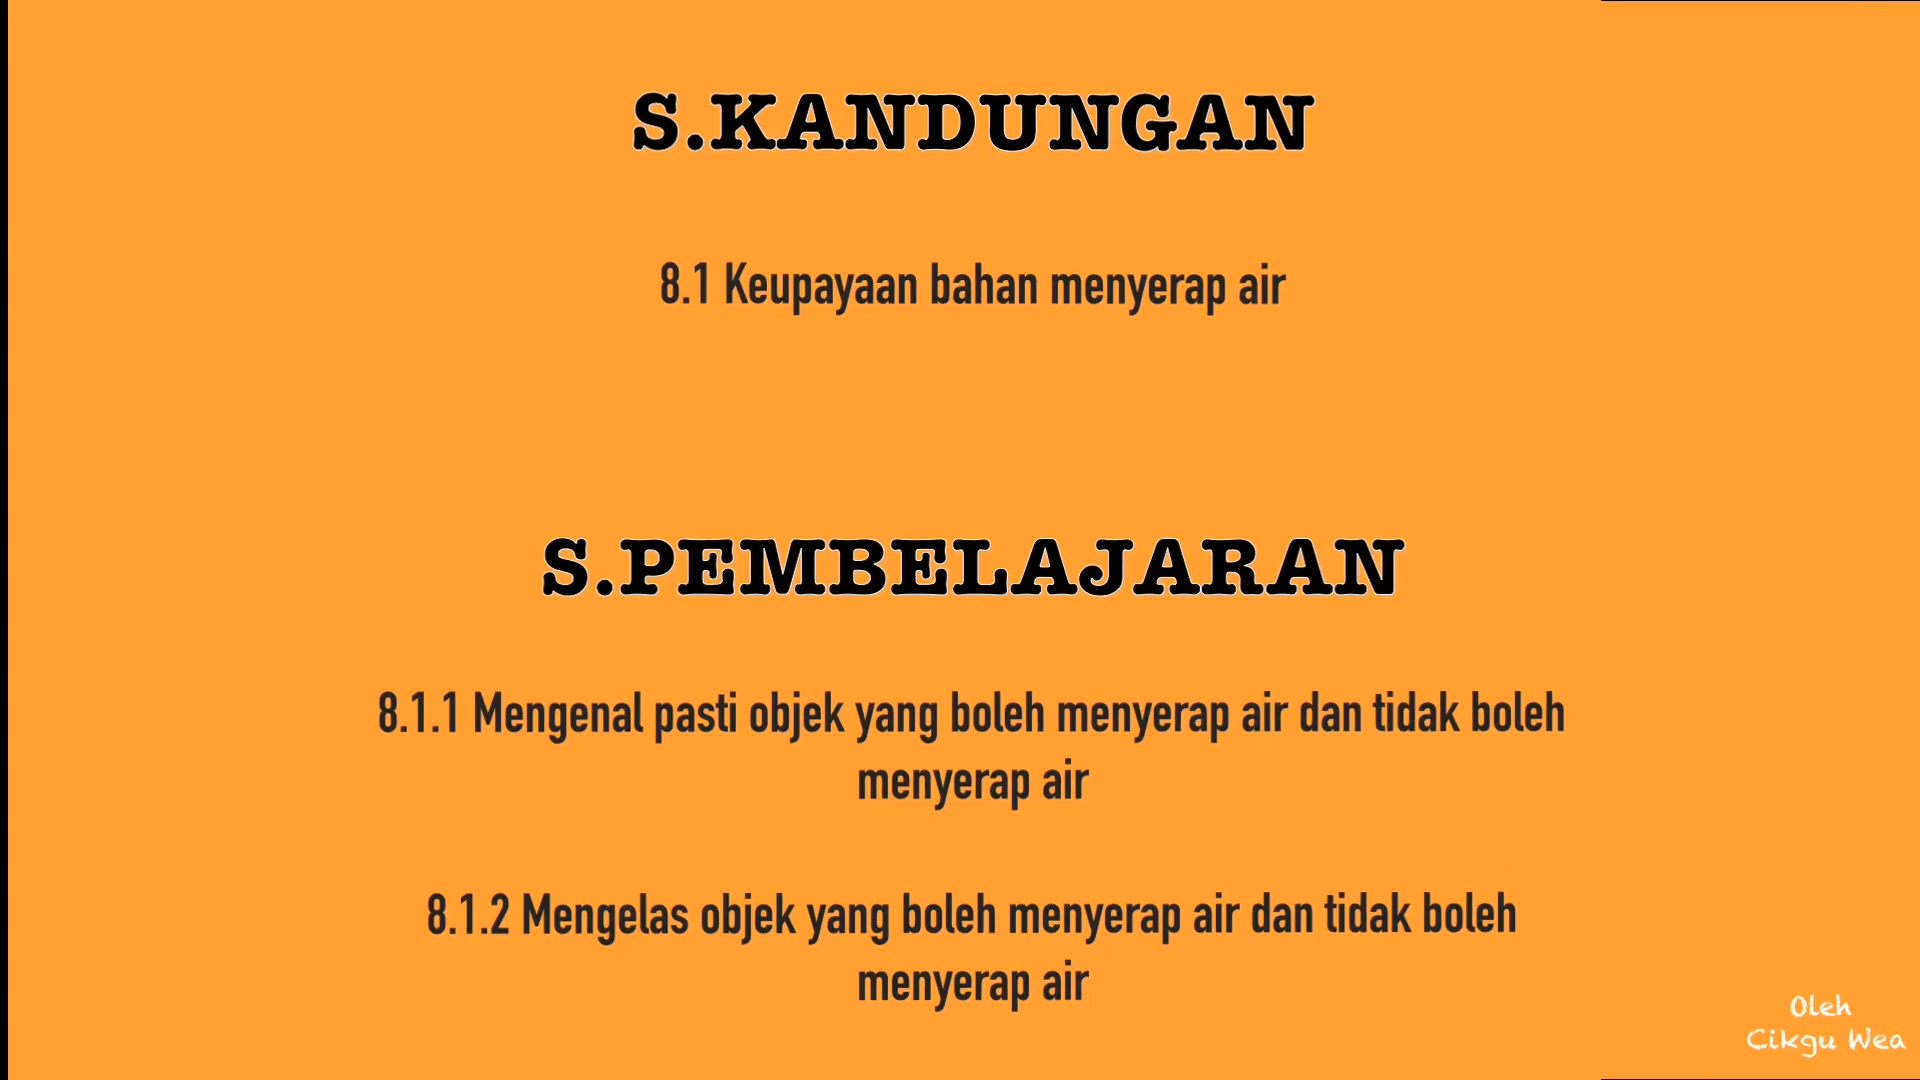 S.KANDUNGAN
8.1 Keupayaan bahan menyerap air
S.PEMBELAJARAN
8.1.1 Mengenal pasti objek yang boleh menyerap air dan tidak boleh
menyerap air
8.1.2 Mengelas objek yang boleh menyerap air dan tidak boleh
menyerap air
Oleh
Cikgu Wea